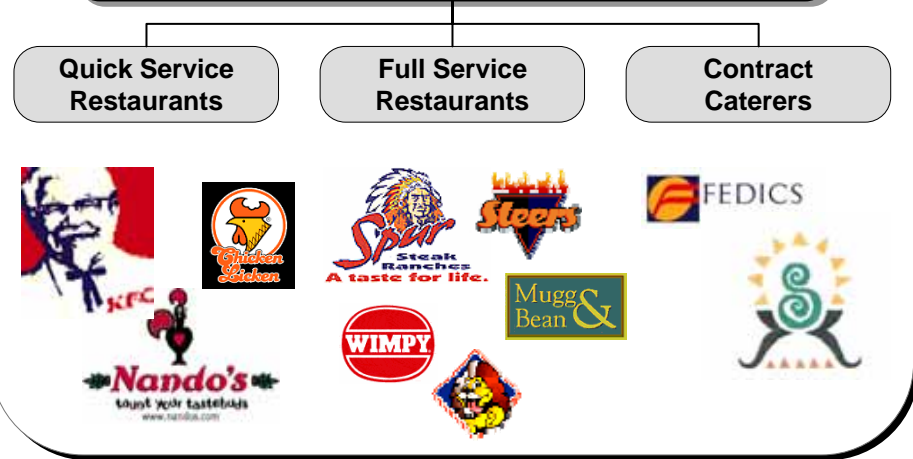 Quick Service
Restaurants
Full Service
Restaurants
Contract
Caterers
KFC
Chicken
Licken
Spur
Steak
Ranches
A taste for life.
Steers
FEDICS
Mugg
&
Bean
WIMPY
Nando's
taunt your tastebuds
www.nandos.com